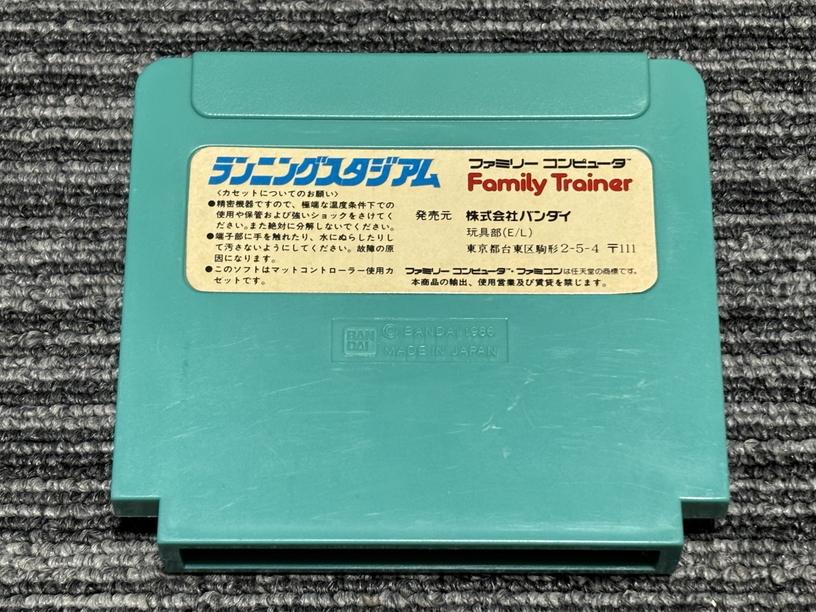 ランニングスタジアム
〈カセットについてのお願い〉
●精密機器ですので、極端な温度条件下での
使用や保管および強いショックをさけてく
ださい。また絶対に分解しないでください。
●端子部に手を触れたり、水にぬらしたりし
て汚さないようにしてください。故障の原
因になります。
●このソフトはマットコントローラー使用カ
セットです。
ファミリー コンピュータ™
Family Trainer
発売元 株式会社バンダイ
玩具部(E/L)
東京都台東区駒形2-5-4 〒111
ファミリー コンピュータ™・ファミコンは任天堂の商標です。
本商品の輸出、使用営業及び賃貸を禁じます。
BAN
DAI
© BANDAI 1986
MADE IN JAPAN